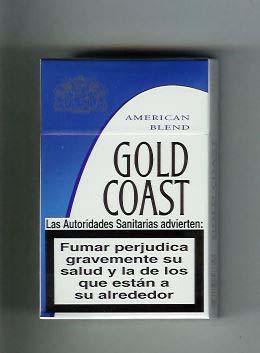 AMERICAN
BLEND
GOLD
COAST
Las Autoridades Sanitarias advierten:
Fumar perjudica
gravemente su
salud y la de los
que están a
su alrededor